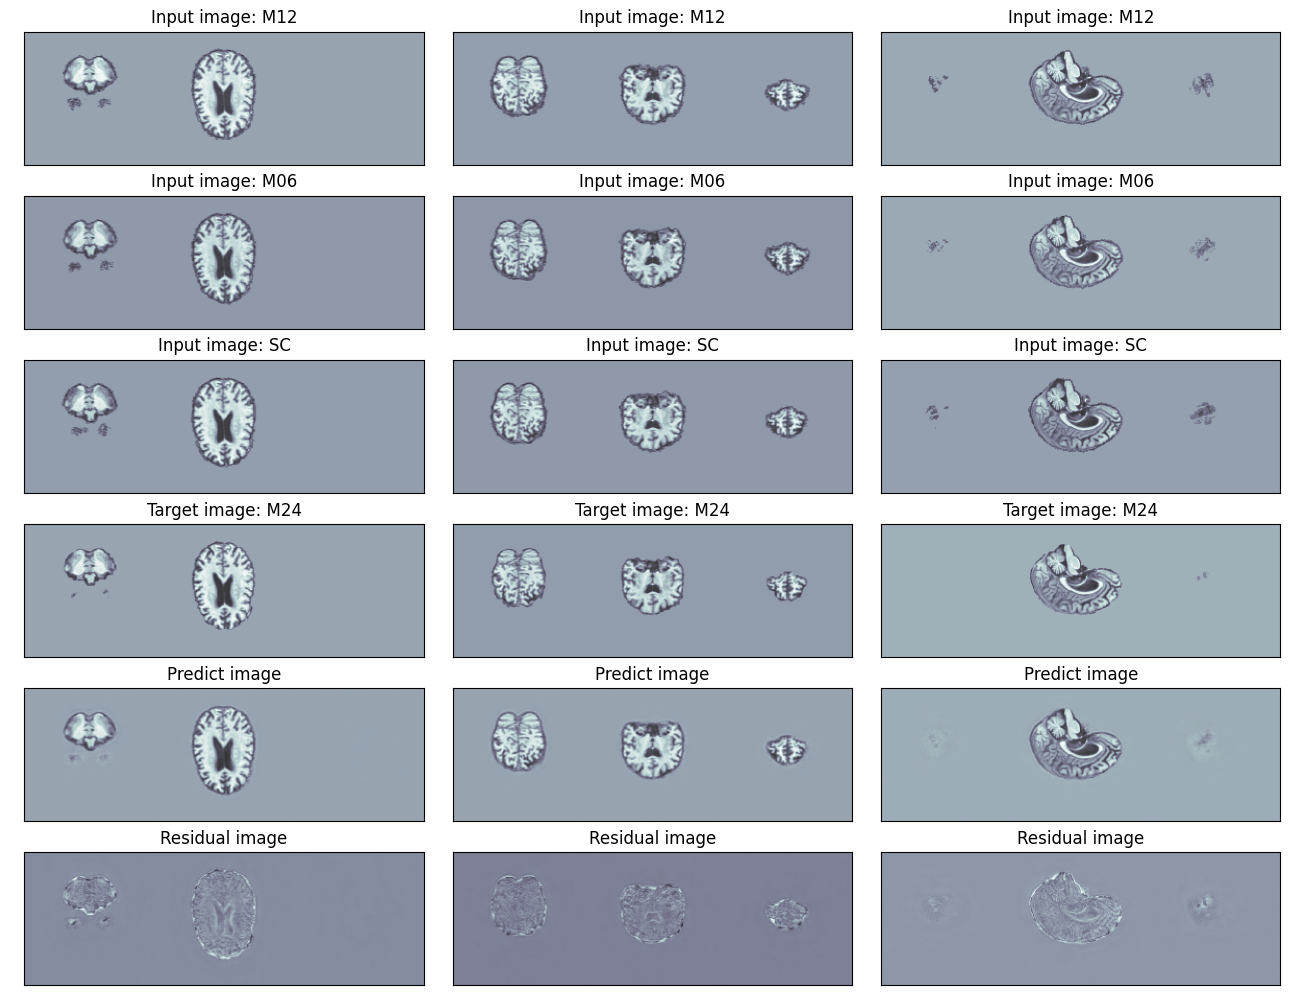 Input image: M12 Input image: M12 Input image: M12
Input image: M06 Input image: M06 Input image: M06
Input image: SC Input image: SC Input image: SC
Target image: M24 Target image: M24 Target image: M24
Predict image Predict image Predict image
Residual image Residual image Residual image